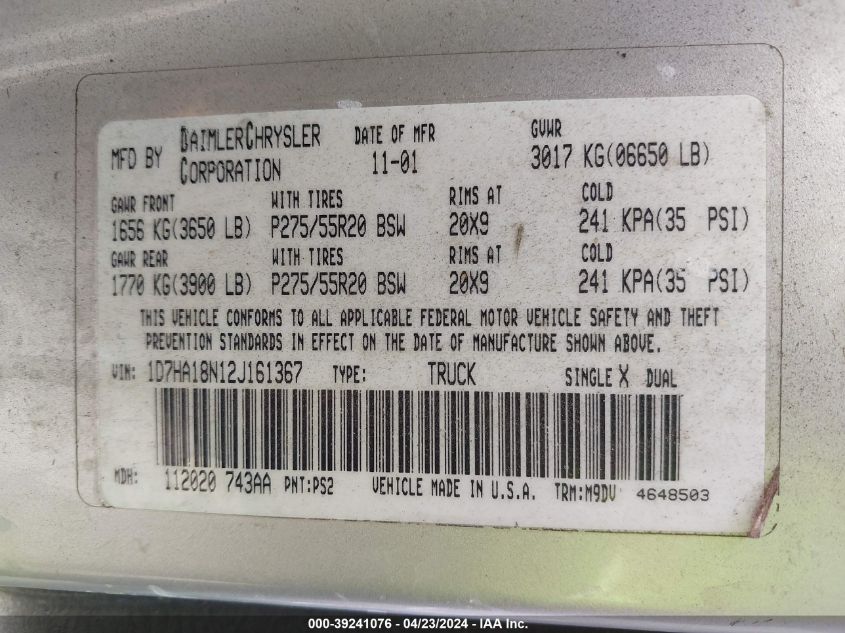 MFD BY DAIMLERCHRYSLER CORPORATION DATE OF MFR 11-01 GVWR 3017 KG(06650 LB)
GAWR FRONT WITH TIRES RIMS AT COLD
1656 KG(3650 LB) P275/55R20 BSW 20X9 241 KPA(35 PSI)
GAWR REAR WITH TIRES RIMS AT COLD
1770 KG(3900 LB) P275/55R20 BSW 20X9 241 KPA(35 PSI)
THIS VEHICLE CONFORMS TO ALL APPLICABLE FEDERAL MOTOR VEHICLE SAFETY AND THEFT
PREVENTION STANDARDS IN EFFECT ON THE DATE OF MANUFACTURE SHOWN ABOVE.
VIN: 1D7HA18N12J161367 TYPE: TRUCK SINGLE X DUAL
MDH: 112020 743AA PNT:PS2 VEHICLE MADE IN U.S.A. TRM:M9DV 4648503
000-39241076 - 04/23/2024 - IAA Inc.